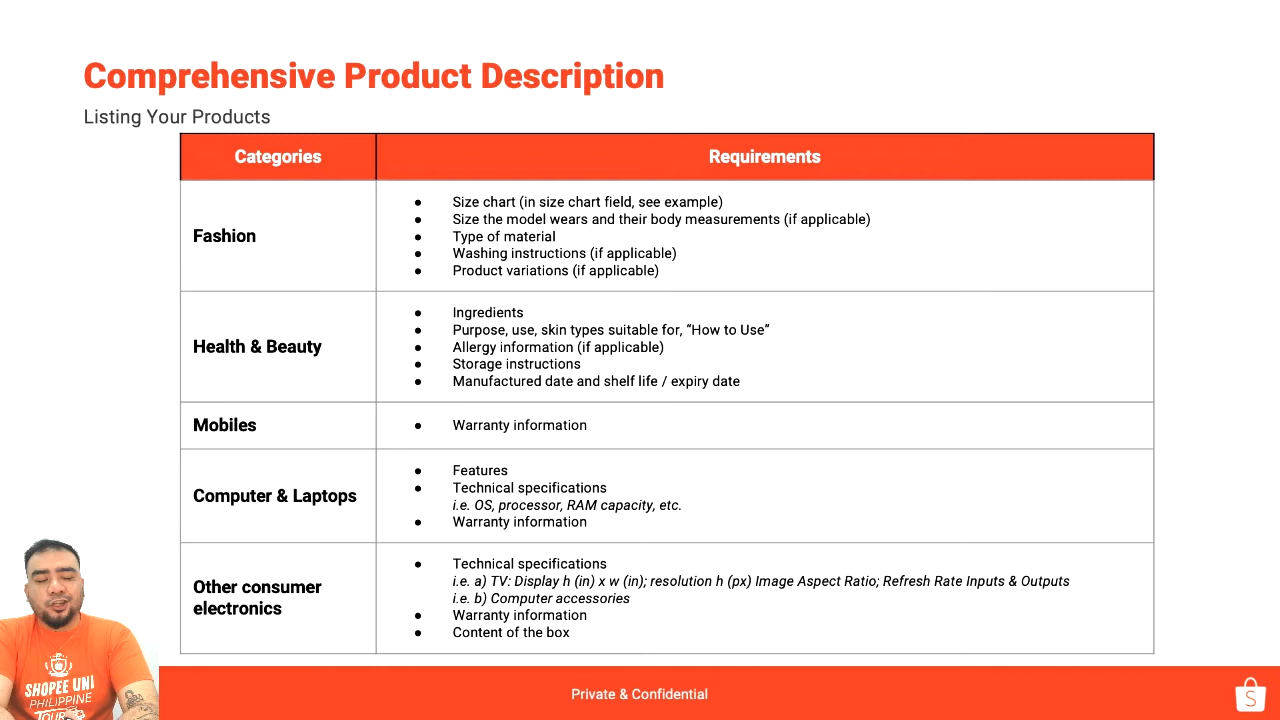 Comprehensive Product Description
Listing Your Products
Categories
Requirements
Fashion
● Size chart (in size chart field, see example)
● Size the model wears and their body measurements (if applicable)
● Type of material
● Washing instructions (if applicable)
● Product variations (if applicable)
Health & Beauty
● Ingredients
● Purpose, use, skin types suitable for, “How to Use”
● Allergy information (if applicable)
● Storage instructions
● Manufactured date and shelf life / expiry date
Mobiles
● Warranty information
Computer & Laptops
● Features
● Technical specifications
i.e. OS, processor, RAM capacity, etc.
● Warranty information
Other consumer
electronics
● Technical specifications
i.e. a) TV: Display h (in) x w (in); resolution h (px) Image Aspect Ratio; Refresh Rate Inputs & Outputs
i.e. b) Computer accessories
● Warranty information
● Content of the box
SHOPEE UNI
PHILIPPINE
TOUR
Private & Confidential
S